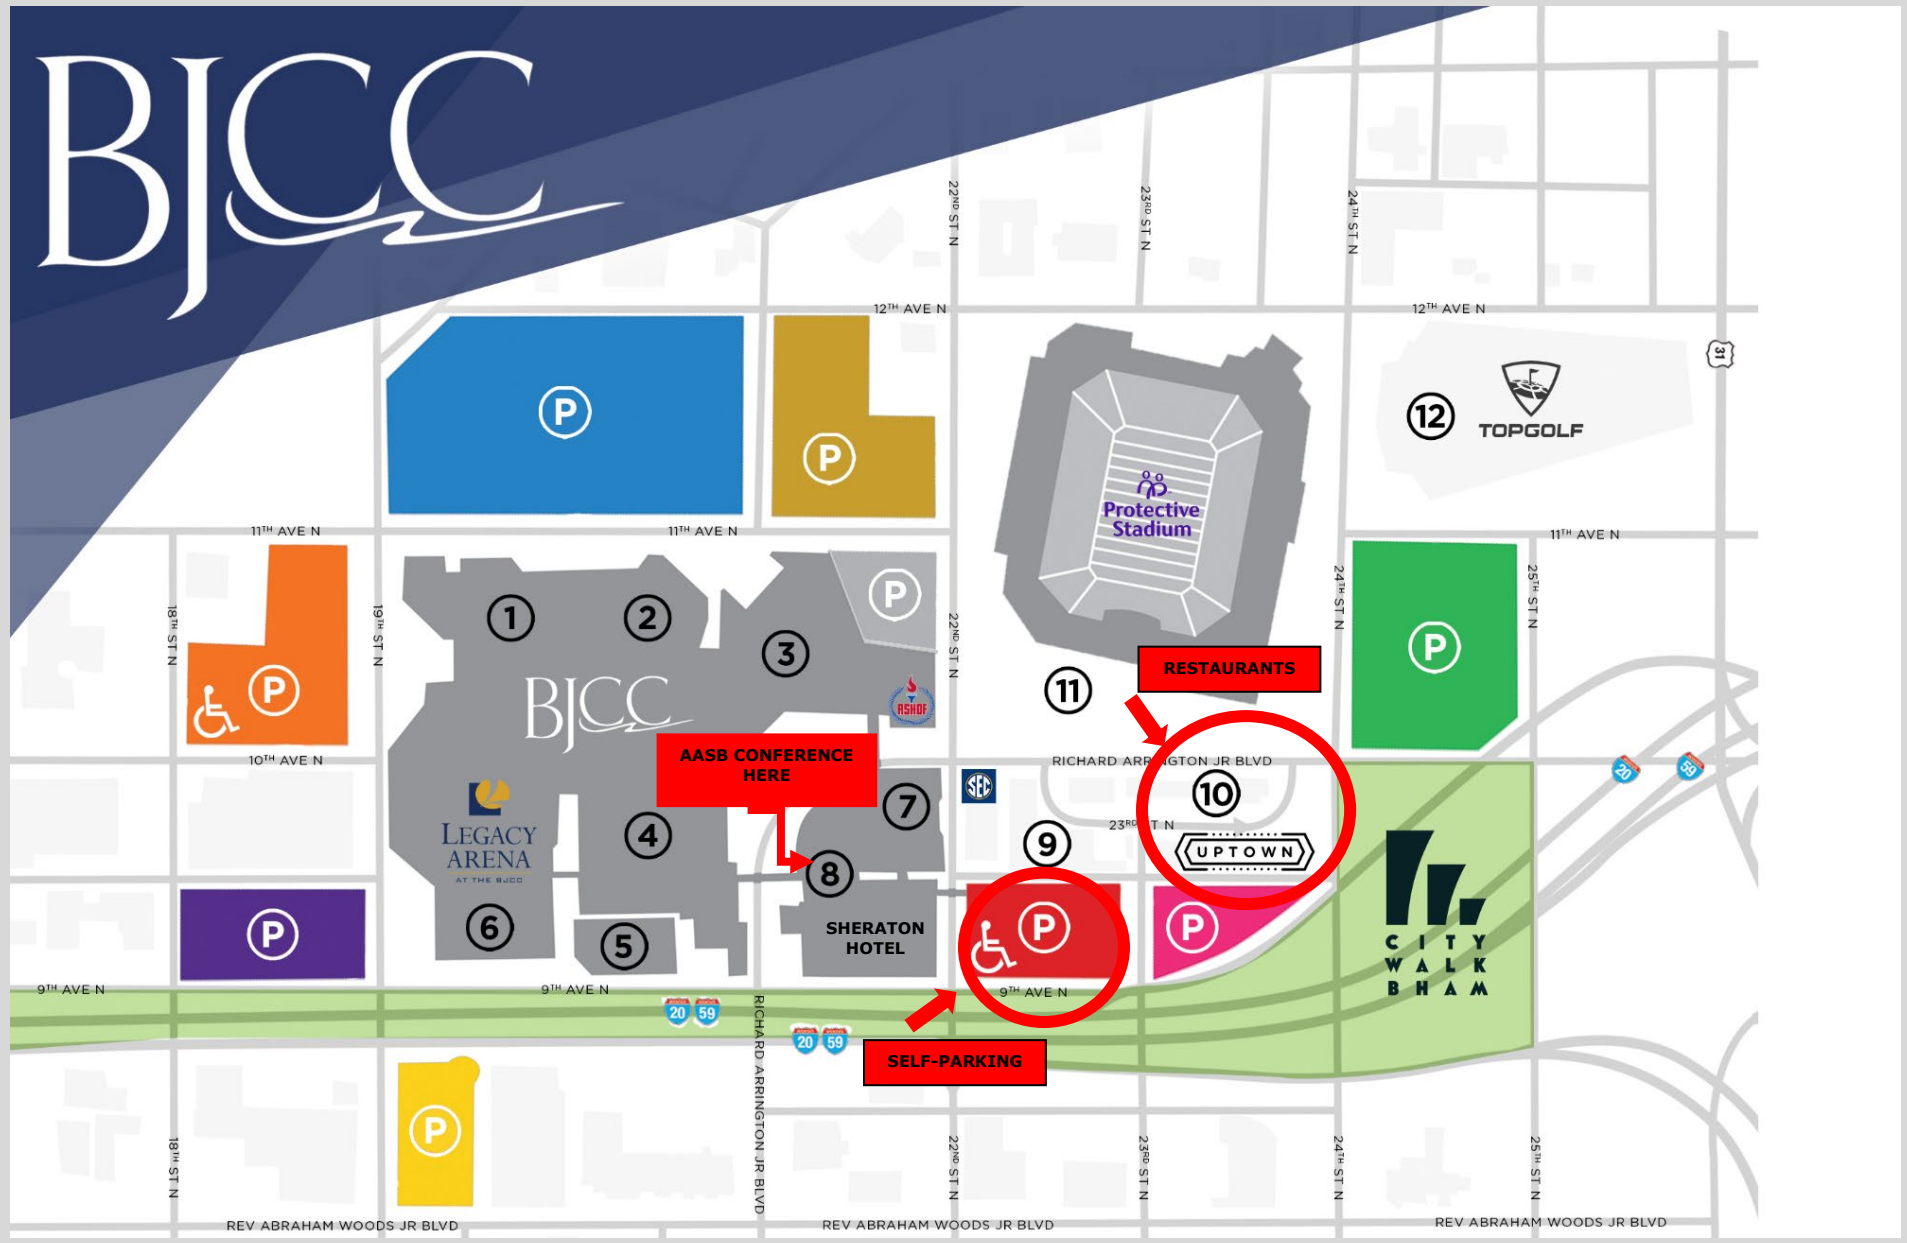 BJCC
22ND ST N
23RD ST N
24TH ST N
12TH AVE N
12TH AVE N
31
P
P
12
TOPGOLF
Protective
Stadium
11TH AVE N
11TH AVE N
11TH AVE N
18TH ST N
19TH ST N
22ND ST N
24TH ST N
25TH ST N
P
1
2
3
P
P
P
BJCC
ASHOF
11
RESTAURANTS
10TH AVE N
AASB CONFERENCE
HERE
RICHARD ARRINGTON JR BLVD
20
59
SEC
10
LEGACY
ARENA
AT THE BJCC
4
7
23RD ST N
9
UPTOWN
8
6
5
SHERATON
HOTEL
P
P
P
CITY
WALK
BHAM
9TH AVE N
9TH AVE N
9TH AVE N
20
59
20
59
RICHARD ARRINGTON JR BLVD
SELF-PARKING
P
18TH ST N
22ND ST N
23RD ST N
24TH ST N
25TH ST N
REV ABRAHAM WOODS JR BLVD
REV ABRAHAM WOODS JR BLVD
REV ABRAHAM WOODS JR BLVD